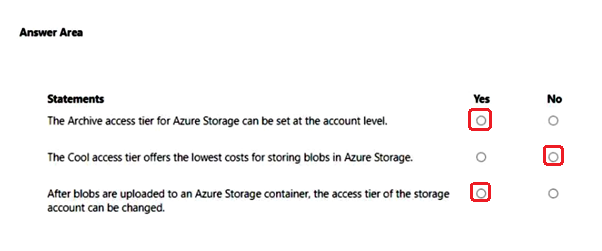 Answer Area
Statements Yes No
The Archive access tier for Azure Storage can be set at the account level.
The Cool access tier offers the lowest costs for storing blobs in Azure Storage.
After blobs are uploaded to an Azure Storage container, the access tier of the storage
account can be changed.